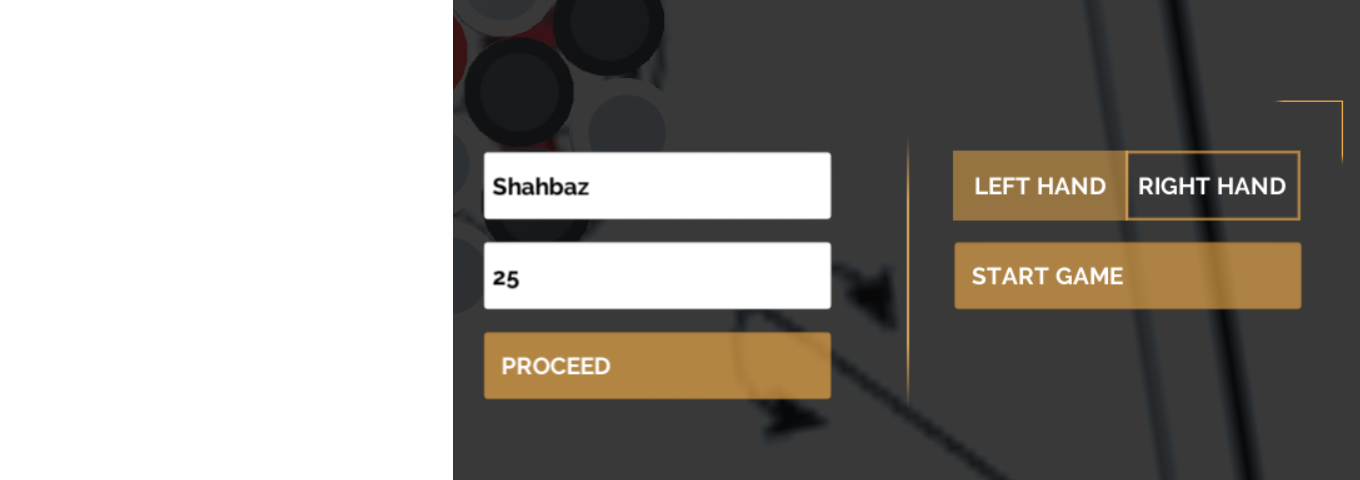 Shahbaz
25
PROCEED
LEFT HAND
RIGHT HAND
START GAME